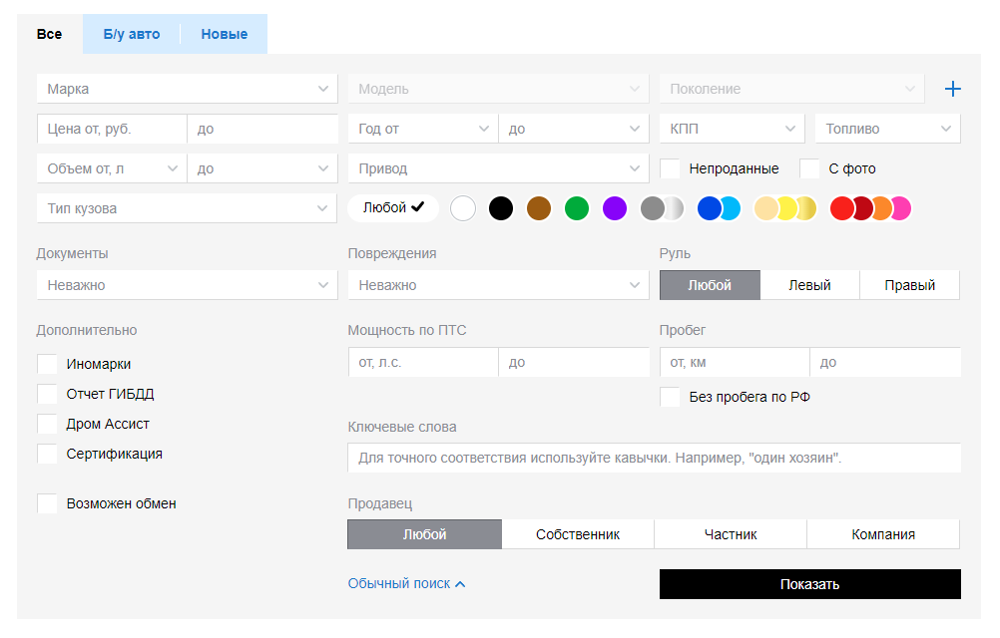 Все Б/у авто Новые
Марка Модель Поколение
Цена от, руб. до Год от до КПП Топливо
Объем от, л до Привод Непроданные С фото
Тип кузова Любой
Документы Повреждения Руль
Неважно Неважно Любой Левый Правый
Дополнительно Мощность по ПТС Пробег
Иномарки от, л.с. до от, км до
Отчет ГИБДД Без пробега по РФ
Дром Ассист Ключевые слова
Сертификация Для точного соответствия используйте кавычки. Например, "один хозяин".
Возможен обмен Продавец
Любой Собственник Частник Компания
Обычный поиск Показать